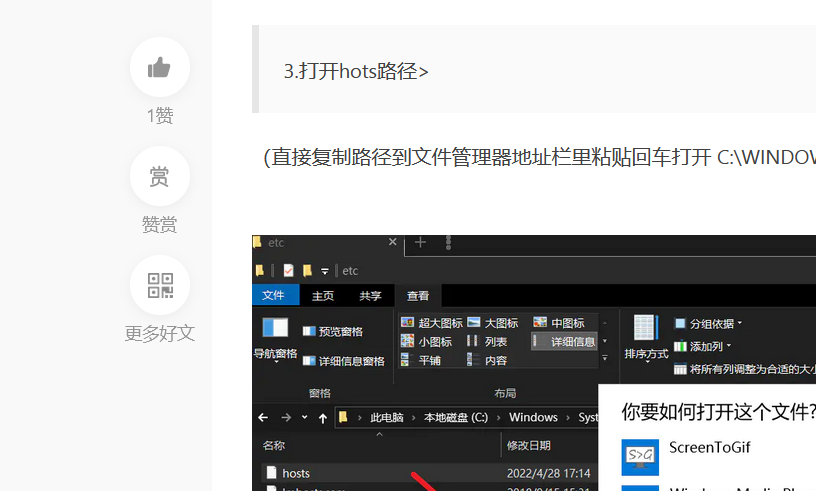 3.打开hots路径>
1赞
(直接复制路径到文件管理器地址栏里粘贴回车打开 C:\WINDOW
赏
赞赏
更多好文
etc
etc
文件 主页 共享 查看
超大图标 大图标 中图标
预览窗格 小图标 列表 详细信息
导航窗格 详细信息窗格 平铺 内容
排序方式 分组依据
添加列
将所有列调整为合适的大小
窗格 布局
此电脑 本地磁盘 (C:) Windows Syst
你要如何打开这个文件?
名称 修改日期
ScreenToGif
hosts 2022/4/28 17:14